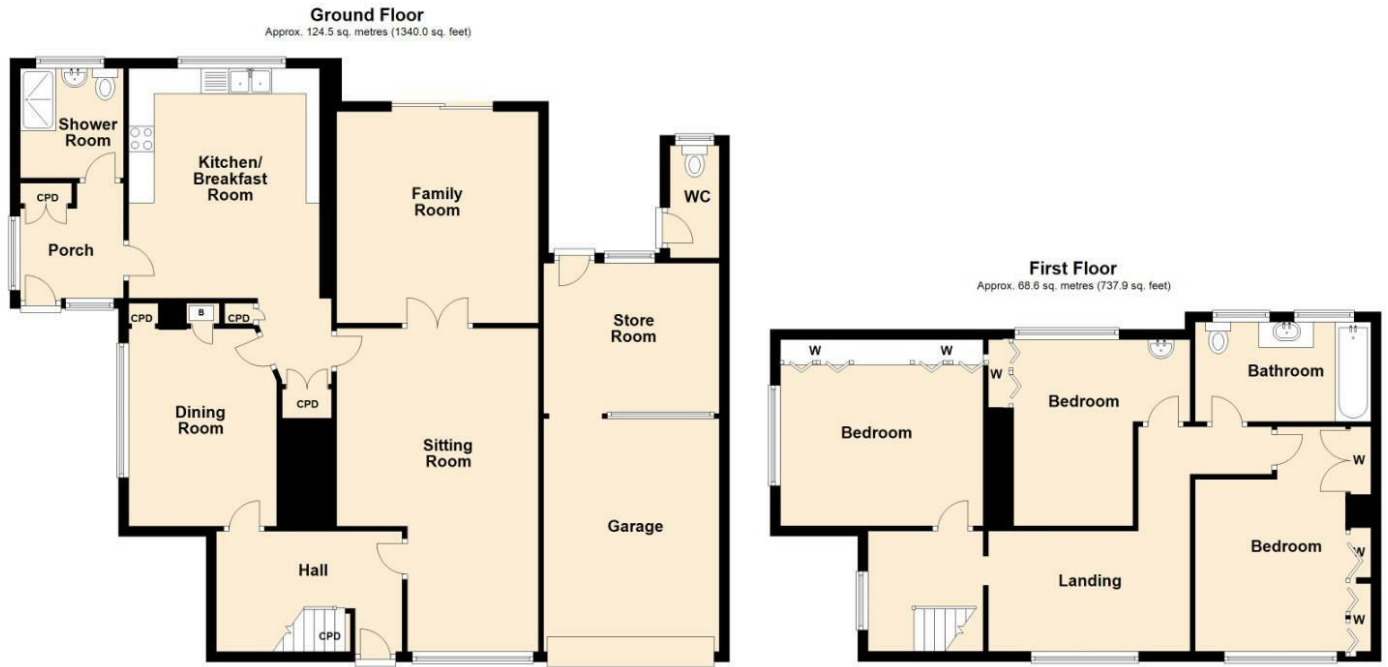 Ground Floor
Approx. 124.5 sq. metres (1340.0 sq. feet)
Shower
Room
Kitchen/
Breakfast
Room
CPD
Porch
Family
Room
WC
CPD
B
CPD
Store
Room
Dining
Room
CPD
Sitting
Room
Garage
Hall
CPD
First Floor
Approx. 68.6 sq. metres (737.9 sq. feet)
W
W
W
Bedroom
Bathroom
Bedroom
W
Bedroom
W
Landing
W